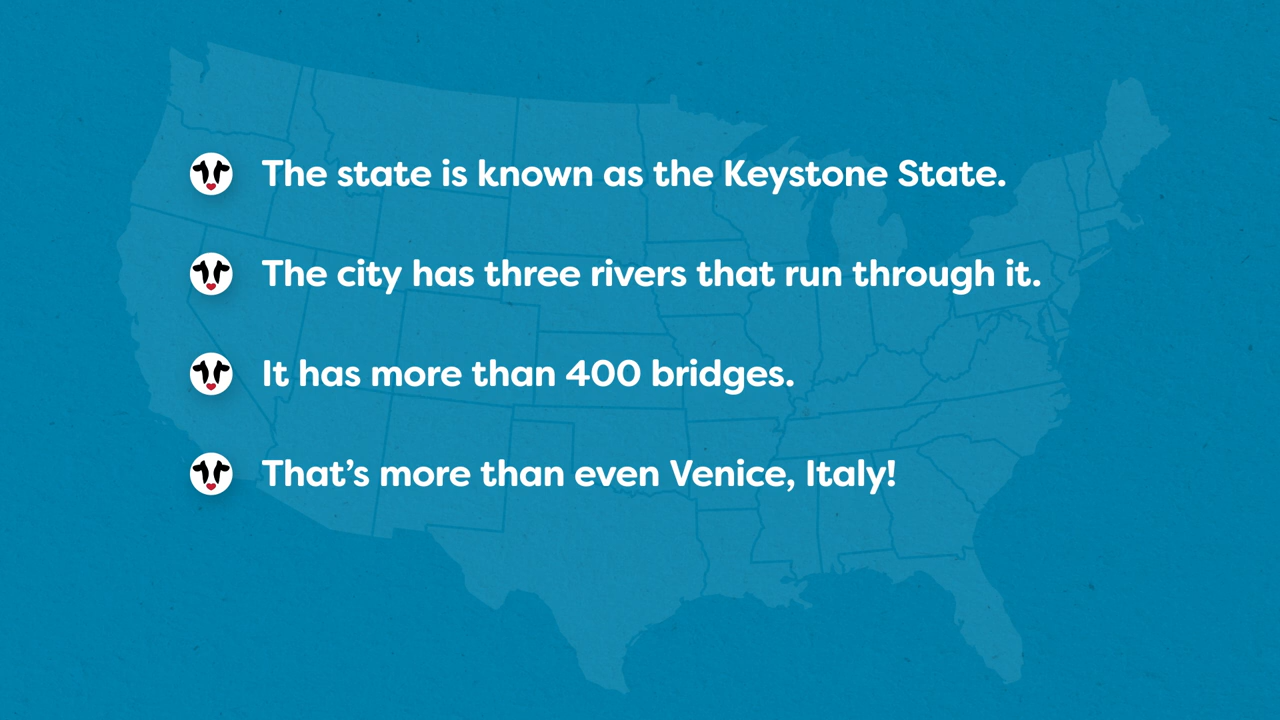 The state is known as the Keystone State.
The city has three rivers that run through it.
It has more than 400 bridges.
That’s more than even Venice, Italy!